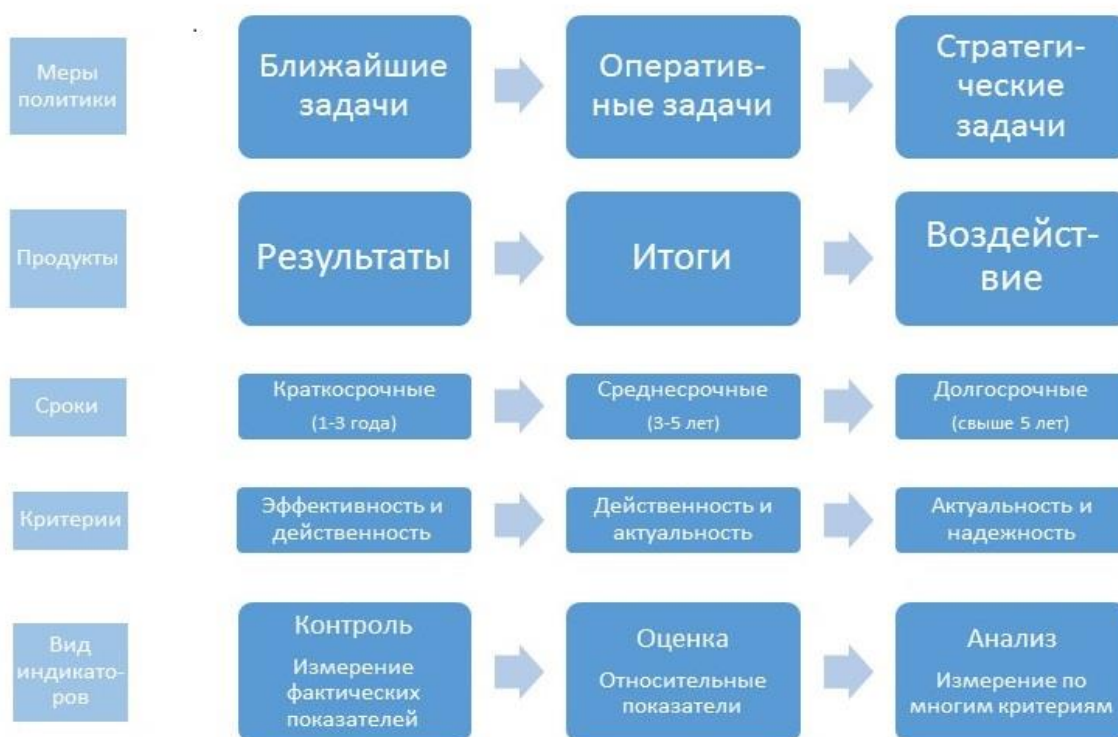 Меры
политики
Ближайшие
задачи
Оператив-
ные задачи
Стратеги-
ческие
задачи
Продукты
Результаты
Итоги
Воздейст-
вие
Сроки
Краткосрочные
(1-3 года)
Среднесрочные
(3-5 лет)
Долгосрочные
(свыше 5 лет)
Критерии
Эффективность и
действенность
Действенность и
актуальность
Актуальность и
надежность
Вид
индикато-
ров
Контроль
Измерение
фактических
показателей
Оценка
Относительные
показатели
Анализ
Измерение по
многим критериям